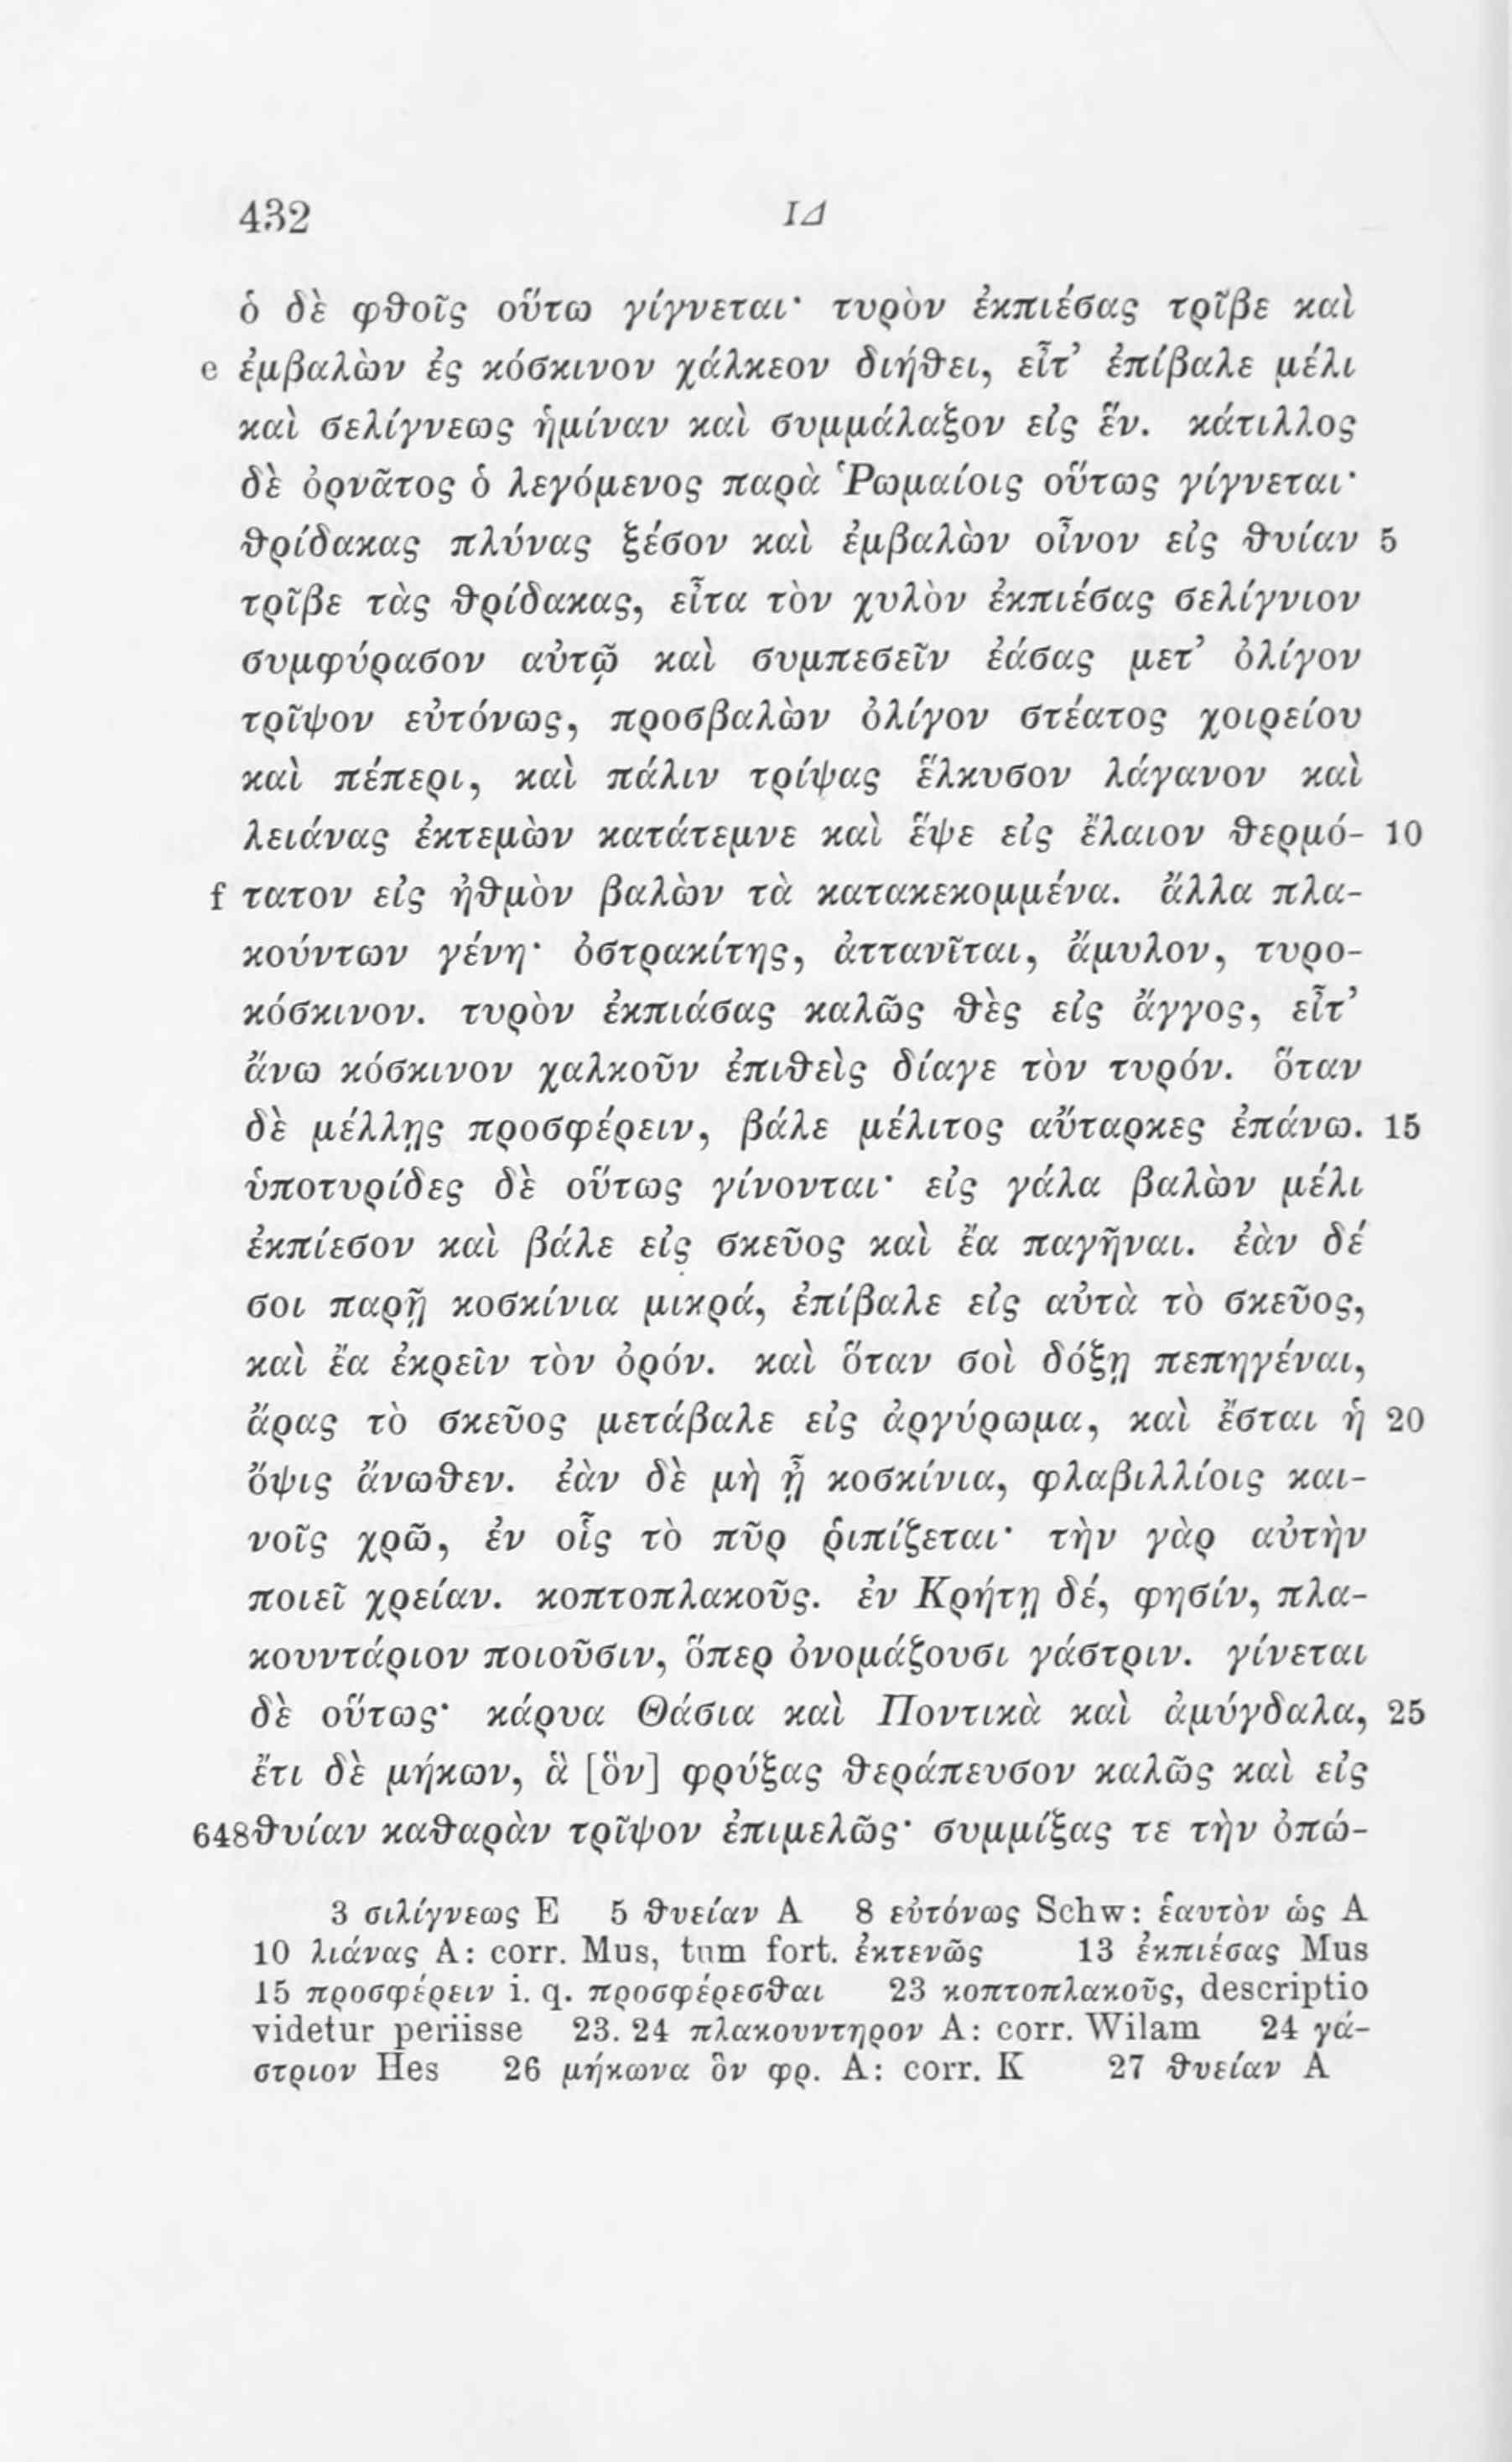 432 ΙΔ
ὁ δὲ φθοῖς οὕτω γίγνεται· τυρὸν ἐκπιέσας τρῖβε καὶ
e ἐμβαλὼν ἐς κόσκινον χάλκεον διήθει, εἶτ’ ἐπίβαλε μέλι
καὶ σελίγνεως ἡμίναν καὶ συμμάλαξον εἰς ἕν. κάτιλλος
δὲ ὀρνᾶτος ὁ λεγόμενος παρὰ Ῥωμαίοις οὕτως γίγνεται·
θρίδακας πλύνας ξέσον καὶ ἐμβαλὼν οἶνον εἰς θυίαν 5
τρῖβε τὰς θρίδακας, εἶτα τὸν χυλὸν ἐκπιέσας σελίγνιον
συμφύρασον αὐτῷ καὶ συμπεσεῖν ἐάσας μετ’ ὀλίγον
τρῖψον εὐτόνως, προσβαλὼν ὀλίγον στέατος χοιρείου
καὶ πέπερι, καὶ πάλιν τρίψας ἕλκυσον λάγανον καὶ
λειάνας ἐκτεμὼν κατάτεμνε καὶ ἕψε εἰς ἔλαιον θερμό- 10
f τατον εἰς ἠθμὸν βαλὼν τὰ κατακεκομμένα. ἄλλα πλα-
κούντων γένη· ὀστρακίτης, ἀττανῖται, ἄμυλον, τυρο-
κόσκινον. τυρὸν ἐκπιάσας καλῶς θὲς εἰς ἄγγος, εἶτ’
ἄνω κόσκινον χαλκοῦν ἐπιθεὶς δίαγε τὸν τυρόν. ὅταν
δὲ μέλλῃς προσφέρειν, βάλε μέλιτος αὔταρκες ἐπάνω. 15
ὑποτυρίδες δὲ οὕτως γίνονται· εἰς γάλα βαλὼν μέλι
ἐκπίεσον καὶ βάλε εἰς σκεῦος καὶ ἔα παγῆναι. ἐὰν δέ
σοι παρῇ κοσκίνια μικρά, ἐπίβαλε εἰς αὐτὰ τὸ σκεῦος,
καὶ ἔα ἐκρεῖν τὸν ὀρόν. καὶ ὅταν σοὶ δόξῃ πεπηγέναι,
ἄρας τὸ σκεῦος μετάβαλε εἰς ἀργύρωμα, καὶ ἔσται ἡ 20
ὄψις ἄνωθεν. ἐὰν δὲ μὴ ᾖ κοσκίνια, φλαβιλλίοις και-
νοῖς χρῶ, ἐν οἷς τὸ πῦρ ῥιπίζεται· τὴν γὰρ αὐτὴν
ποιεῖ χρείαν. κοπτοπλακοῦς. ἐν Κρήτῃ δέ, φησίν, πλα-
κουντάριον ποιοῦσιν, ὅπερ ὀνομάζουσι γάστριν. γίνεται
δὲ οὕτως· κάρυα Θάσια καὶ Ποντικὰ καὶ ἀμύγδαλα, 25
ἔτι δὲ μήκων, ἃ [ὃν] φρύξας θεράπευσον καλῶς καὶ εἰς
648 θυίαν καθαρὰν τρῖψον ἐπιμελῶς· συμμίξας τε τὴν ὀπώ-
3 σιλίγνεως E 5 θυείαν A 8 εὐτόνως Schw: ἑαυτὸν ὡς A
10 λιάνας A: corr. Mus, tum fort. ἐκτενῶς 13 ἐκπιέσας Mus
15 προσφέρειν i. q. προσφέρεσθαι 23 κοπτοπλακοῦς, descriptio
videtur periisse 23. 24 πλακουντηρον A: corr. Wilam 24 γά-
στριον Hes 26 μήκωνα ὃν φρ. A: corr. K 27 θυείαν A